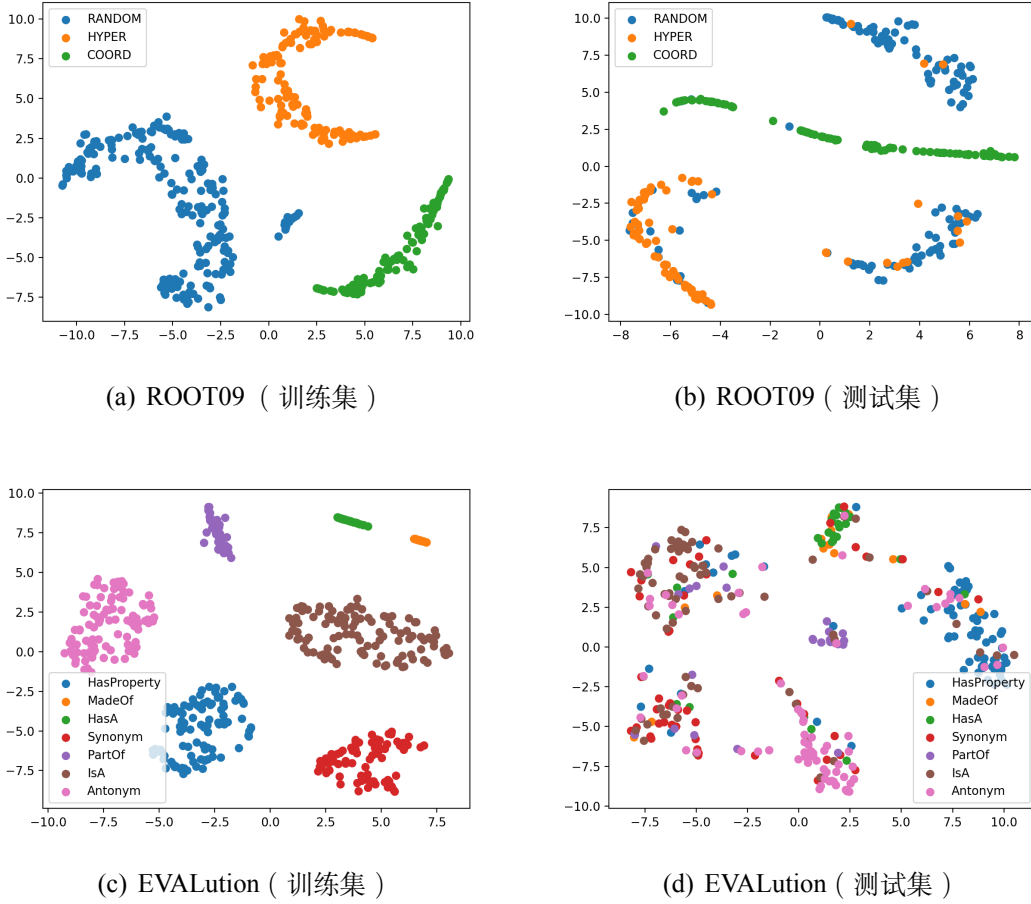 RANDOM
HYPER
COORD
10.0
7.5
5.0
2.5
0.0
−2.5
−5.0
−7.5
−10.0 −7.5 −5.0 −2.5 0.0 2.5 5.0 7.5 10.0
(a) ROOT09 ( 训练集 )
RANDOM
HYPER
COORD
10.0
7.5
5.0
2.5
0.0
−2.5
−5.0
−7.5
−10.0
−8 −6 −4 −2 0 2 4 6 8
(b) ROOT09 ( 测试集 )
10.0
7.5
5.0
2.5
0.0
−2.5
−5.0
−7.5
HasProperty
MadeOf
HasA
Synonym
PartOf
IsA
Antonym
−10.0 −7.5 −5.0 −2.5 0.0 2.5 5.0 7.5
(c) EVALution ( 训练集 )
7.5
5.0
2.5
0.0
−2.5
−5.0
−7.5
−10.0
HasProperty
MadeOf
HasA
Synonym
PartOf
IsA
Antonym
−7.5 −5.0 −2.5 0.0 2.5 5.0 7.5 10.0
(d) EVALution ( 测试集 )